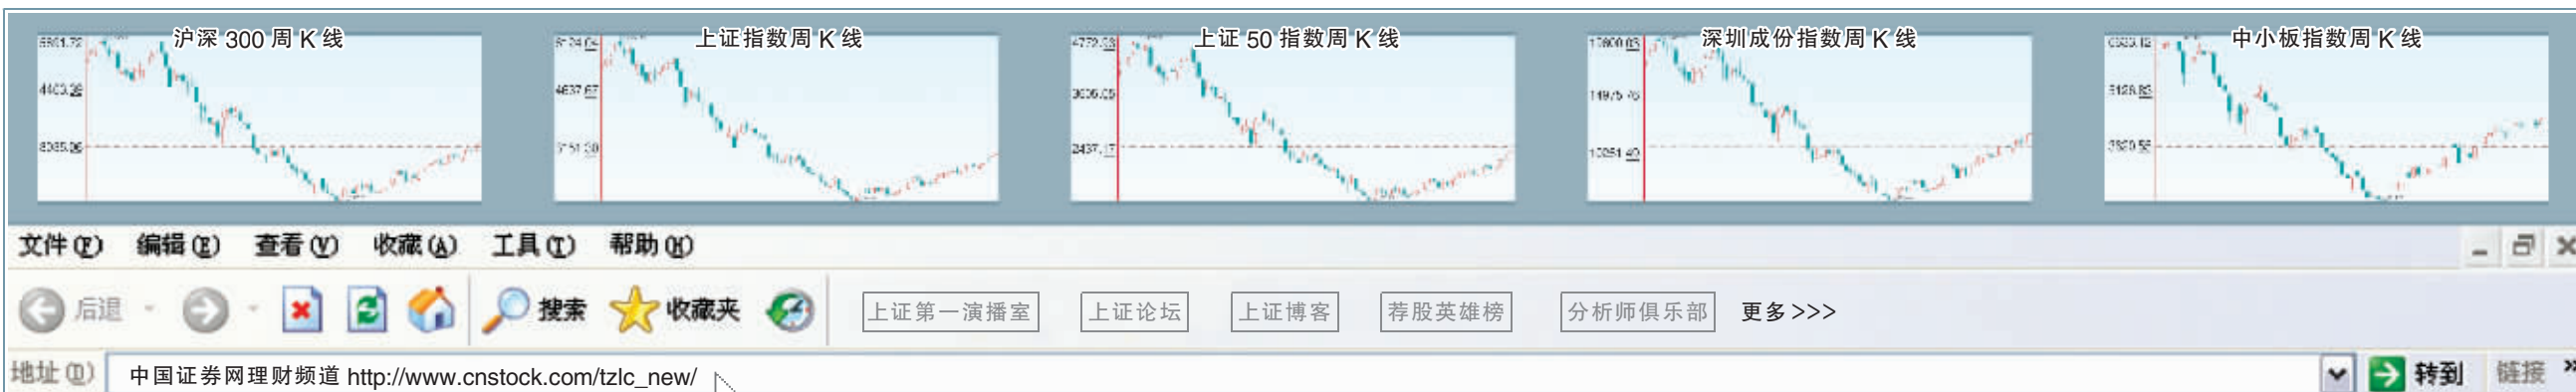 沪深 300 周 K 线
上证指数周 K 线
上证 50 指数周 K 线
深圳成份指数周 K 线
中小板指数周 K 线
文件(F) 编辑(E) 查看(V) 收藏(A) 工具(T) 帮助(H)
后退 搜索 收藏夹 上证第一演播室 上证论坛 上证博客 荐股英雄榜 分析师俱乐部 更多>>>
地址(D) 中国证券网理财频道 http://www.cnstock.com/tzlc_new/ 转到 链接 »